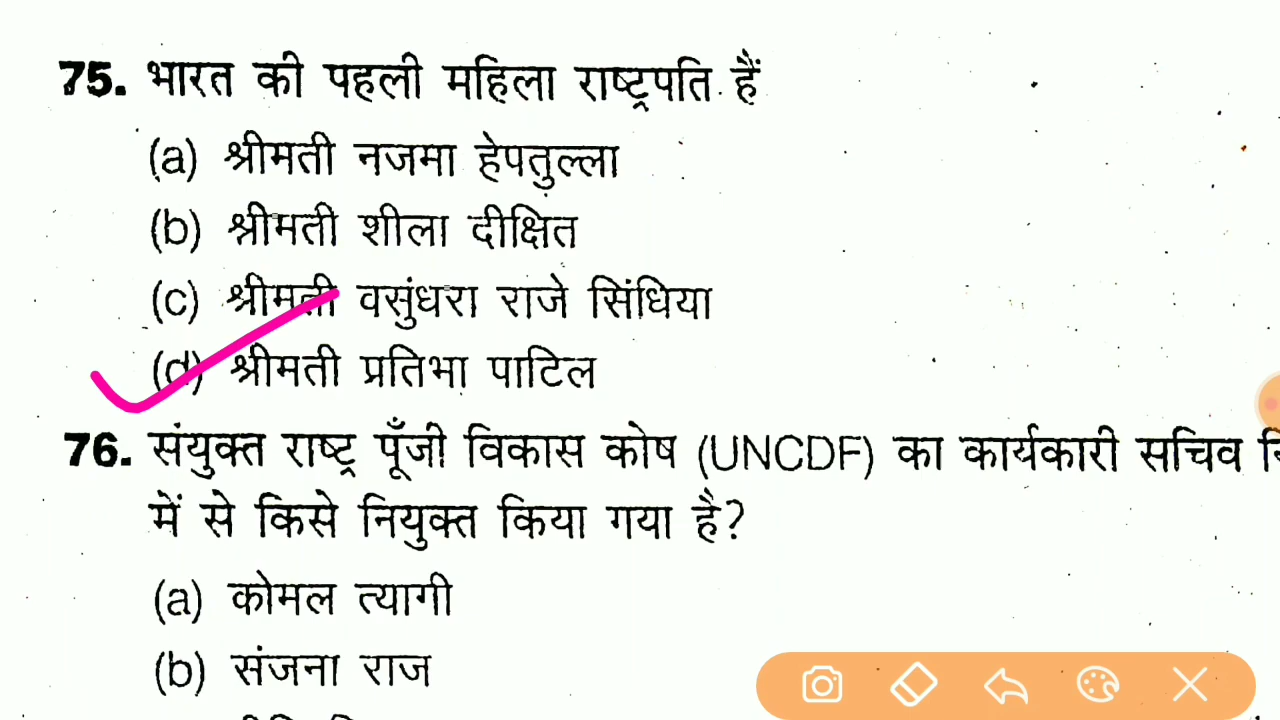 75. भारत की पहली महिला राष्ट्रपति हैं
(a) श्रीमती नजमा हेपतुल्ला
(b) श्रीमती शीला दीक्षित
(c) श्रीमती वसुंधरा राजे सिंधिया
(d) श्रीमती प्रतिभा पाटिल
76. संयुक्त राष्ट्र पूँजी विकास कोष (UNCDF) का कार्यकारी सचिव
में से किसे नियुक्त किया गया है?
(a) कोमल त्यागी
(b) संजना राज